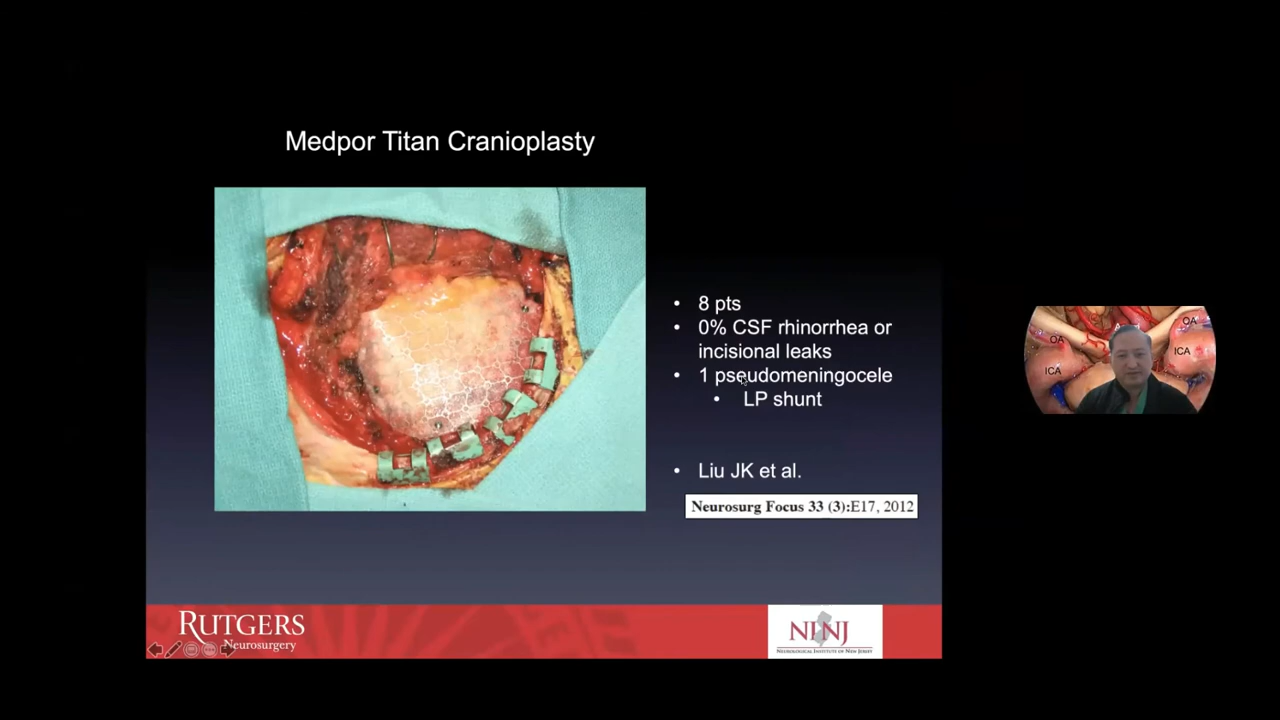 Medpor Titan Cranioplasty
• 8 pts
• 0% CSF rhinorrhea or
incisional leaks
• 1 pseudomeningocele
• LP shunt
• Liu JK et al.
Neurosurg Focus 33 (3):E17, 2012
OA
A
OA
ICA
ICA
RUTGERS
Neurosurgery
NINJ
NEUROLOGICAL INSTITUTE OF NEW JERSEY